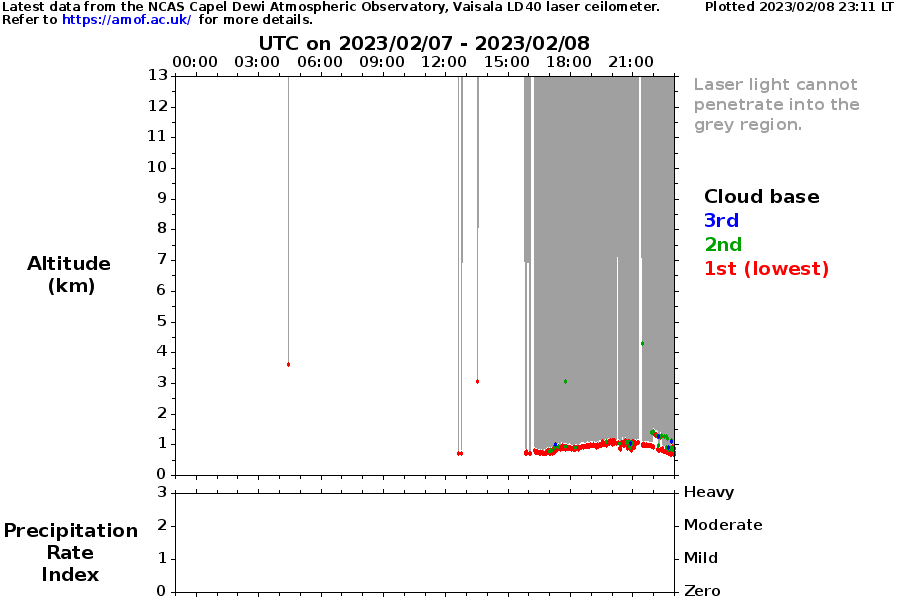 Latest data from the NCAS Capel Dewi Atmospheric Observatory, Vaisala LD40 laser ceilometer. Plotted 2023/02/08 23:11 LT
Refer to https://amof.ac.uk/ for more details.
UTC on 2023/02/07 - 2023/02/08
00:00 03:00 06:00 09:00 12:00 15:00 18:00 21:00
13
12
11
10
9
8
7
6
5
4
3
2
1
0
Altitude
(km)
Laser light cannot
penetrate into the
grey region.
Cloud base
3rd
2nd
1st (lowest)
3 Heavy
2 Moderate
1 Mild
0 Zero
Precipitation
Rate
Index